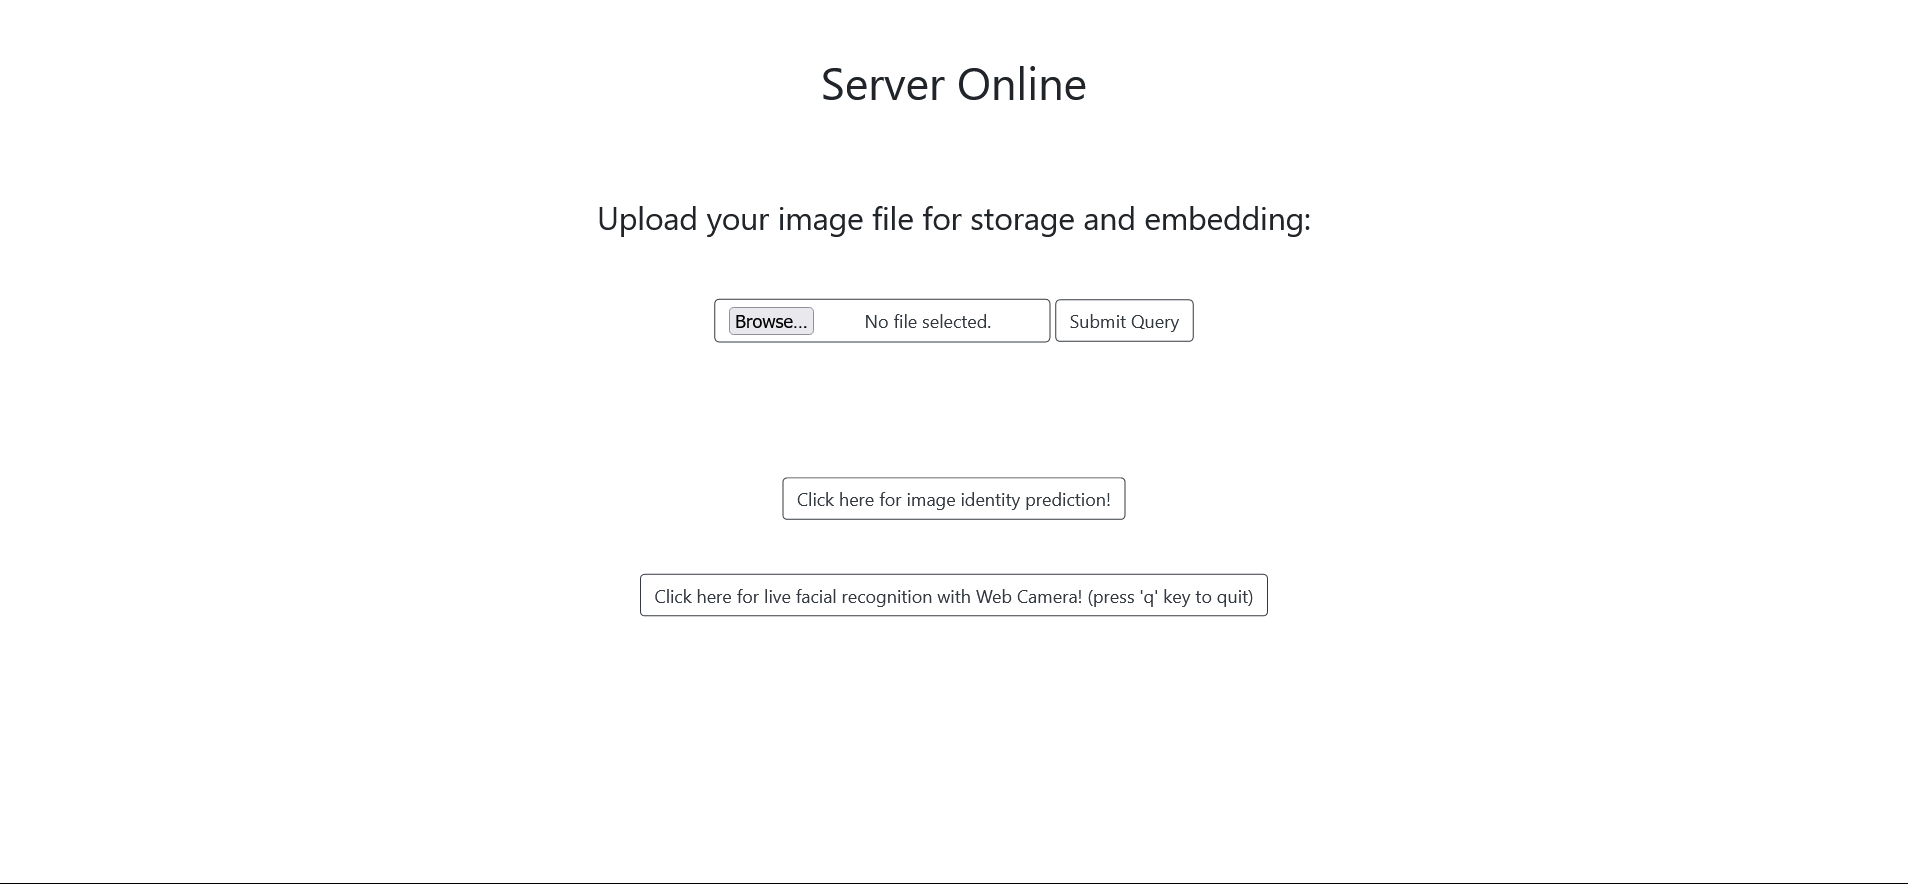 Server Online
Upload your image file for storage and embedding:
Browse... No file selected. Submit Query
Click here for image identity prediction!
Click here for live facial recognition with Web Camera! (press 'q' key to quit)